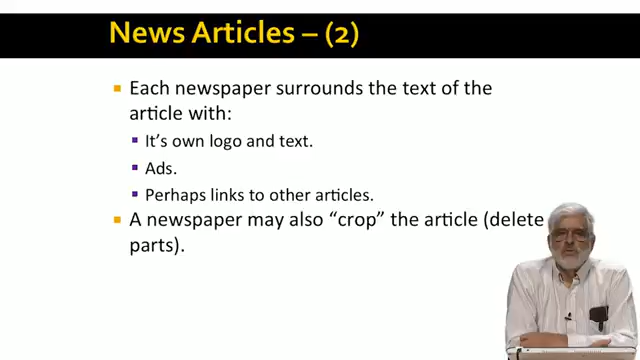 News Articles – (2)
Each newspaper surrounds the text of the
article with:
It's own logo and text.
Ads.
Perhaps links to other articles.
A newspaper may also “crop” the article (delete
parts).